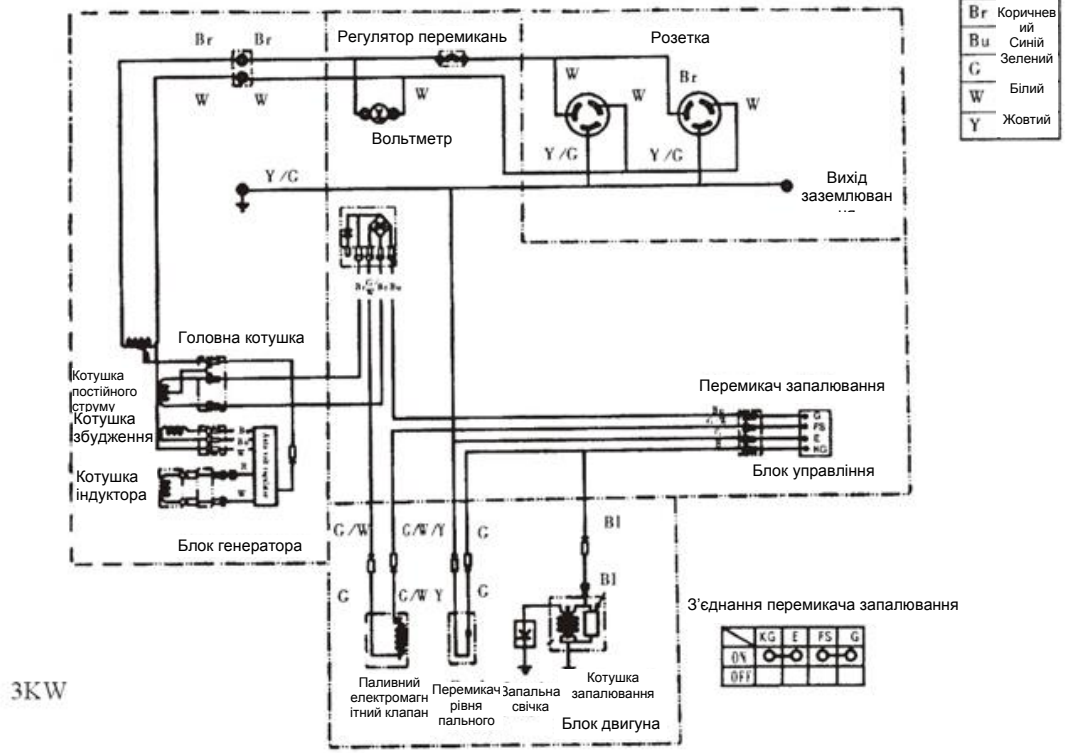 Br Коричнев
ий
Bu Синій
G Зелений
W Білий
Y Жовтий
Br Br
Регулятор перемикань
Розетка
W W
W
W
Br
W
W
Вольтметр
Y/G
Y/G
Y/G
Вихід
заземлюван
Головна котушка
Котушка
постійного
струму
Котушка
збудження
Котушка
індуктора
W
Блок генератора
Перемикач запалювання
G
FS
E
KG
Блок управління
G/W
G/W/Y
G
Bl
G
G/W
Y
G
Bl
З'єднання перемикача запалювання
KG E FS G
ON
OFF
Паливний
електромагн
ітний клапан
Перемикач
рівня
пального
Запальна
свічка
Котушка
запалювання
Блок двигуна
3KW